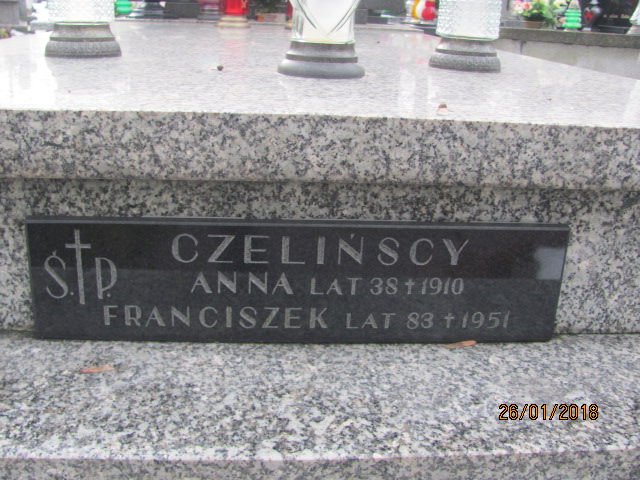 Ś.†P.
CZELIŃSCY
ANNA LAT 38 † 1910
FRANCISZEK LAT 83 † 1951
26/01/2018